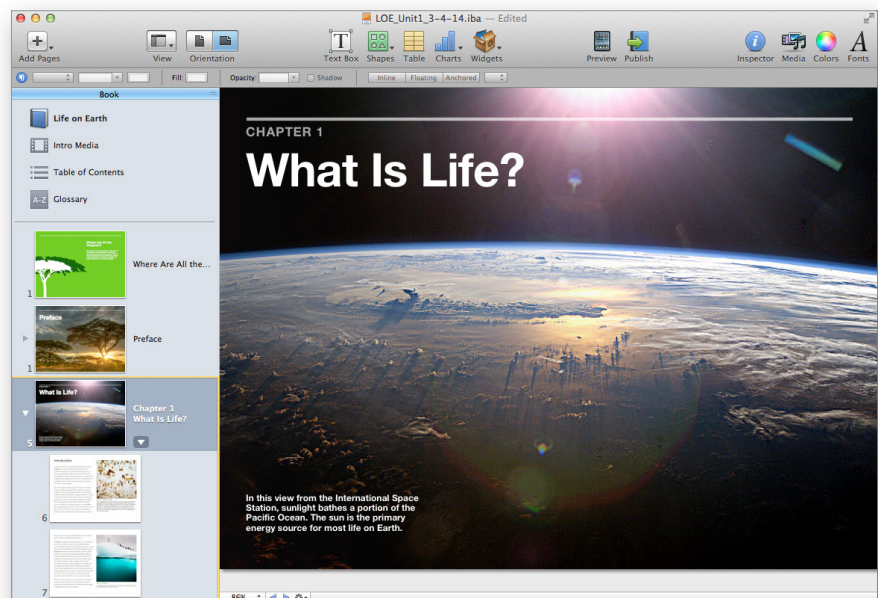 LOE_Unit1_3-4-14.iba — Edited
Add Pages View Orientation Text Box Shapes Table Charts Widgets Preview Publish Inspector Media Colors Fonts
Fill: Opacity: Shadow Inline Floating Anchored
Book
Life on Earth
Intro Media
Table of Contents
A-Z Glossary
Where Are All the...
1
Preface
Preface
1
What Is Life?
Chapter 1
What Is Life?
5
6
7
CHAPTER 1
What Is Life?
In this view from the International Space
Station, sunlight bathes a portion of the
Pacific Ocean. The sun is the primary
energy source for most life on Earth.
86%